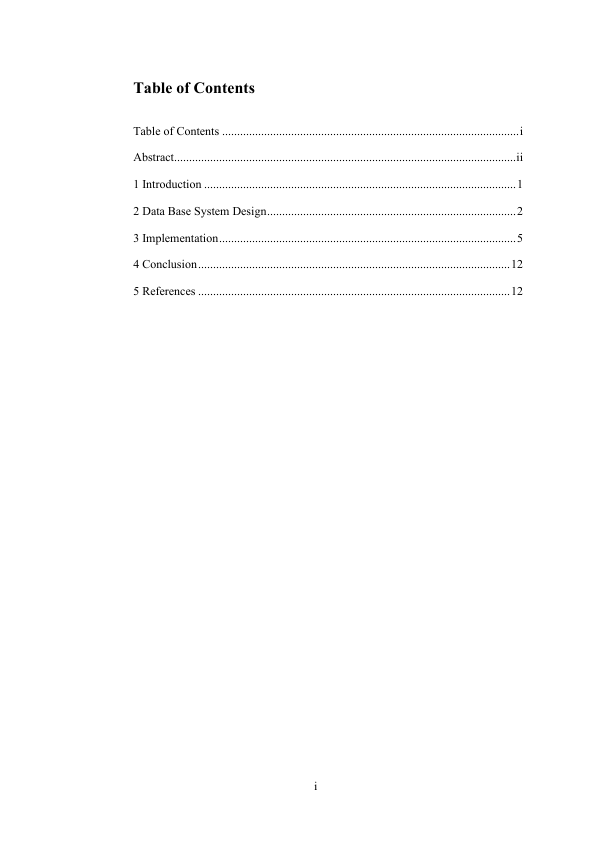 Table of Contents
Table of Contents ...................................................................................................i
Abstract..................................................................................................................ii
1 Introduction ........................................................................................................1
2 Data Base System Design...................................................................................2
3 Implementation...................................................................................................5
4 Conclusion........................................................................................................12
5 References ........................................................................................................12
i